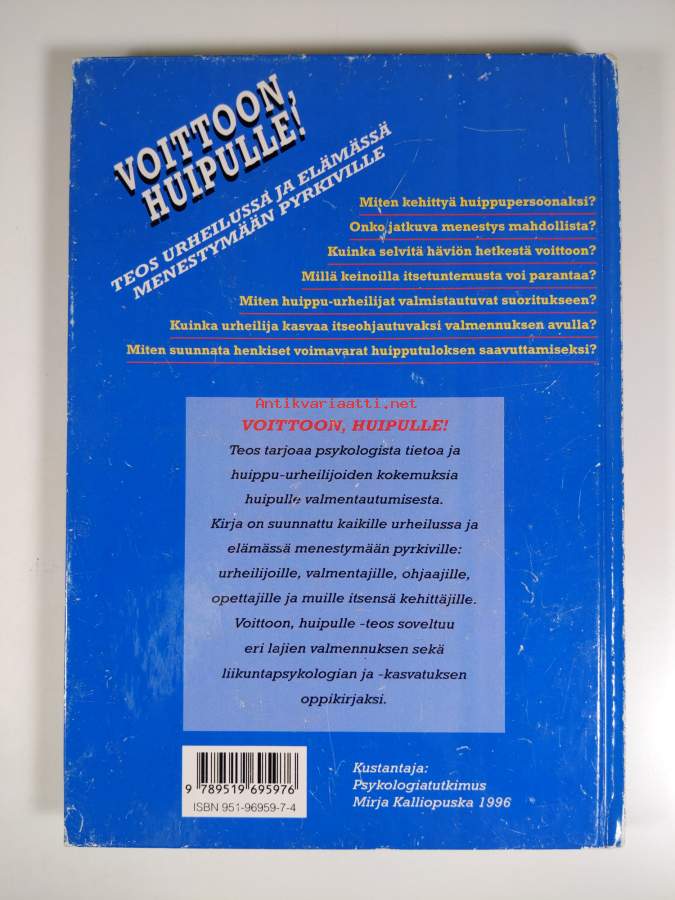 VOITTOON,
HUIPULLE!
TEOS URHEILUSSA JA ELÄMÄSSÄ
MENESTYMÄÄN PYRKIVILLE
Miten kehittyä huippupersoonaksi?
Onko jatkuva menestys mahdollista?
Kuinka selvitä häviön hetkestä voittoon?
Millä keinoilla itsetuntemusta voi parantaa?
Miten huippu-urheilijat valmistautuvat suoritukseen?
Kuinka urheilija kasvaa itseohjautuvaksi valmennuksen avulla?
Miten suunnata henkiset voimavarat huipputuloksen saavuttamiseksi?
Antikvariaatti.net
VOITTOON, HUIPULLE!
Teos tarjoaa psykologista tietoa ja
huippu-urheilijoiden kokemuksia
huipulle valmentautumisesta.
Kirja on suunnattu kaikille urheilussa ja
elämässä menestymään pyrkiville:
urheilijoille, valmentajille, ohjaajille,
opettajille ja muille itsensä kehittäjille.
Voittoon, huipulle -teos soveltuu
eri lajien valmennuksen sekä
liikuntapsykologian ja -kasvatuksen
oppikirjaksi.
9 789519 695976
ISBN 951-96959-7-4
Kustantaja:
Psykologiatutkimus
Mirja Kalliopuska 1996